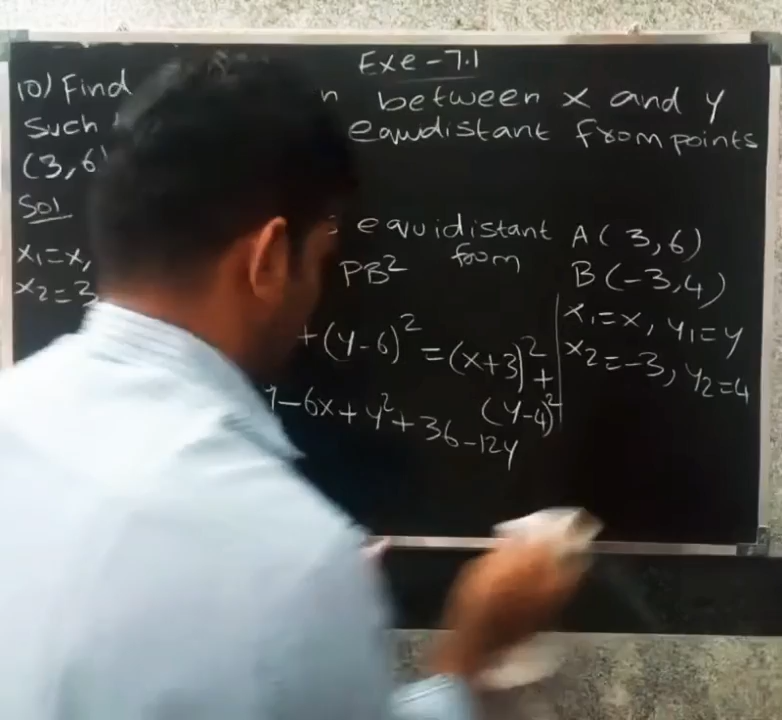 Exe-7.1
10) Find n between x and y
Such equidistant from points
(3,6)
Sol
s equidistant from A(3,6)
PB² B(-3,4)
x₁=x, x₁=x, y₁=y
x₂=3 x₂=-3, y₂=4
+(y-6)²=(x+3)²+(y-4)²
-6x+y²+36-12y